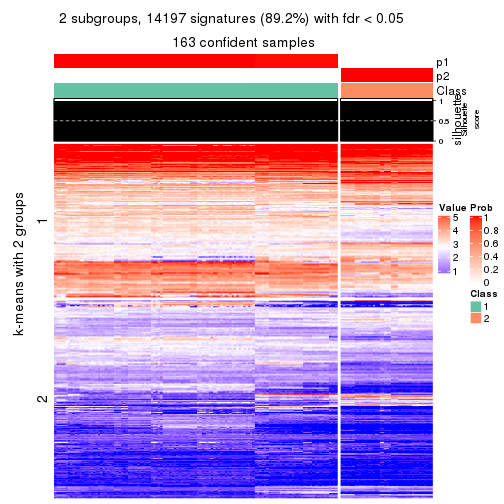 2 subgroups, 14197 signatures (89.2%) with fdr < 0.05
163 confident samples
p1
p2
Class
1
0.5
0
silhouette
Silhouette
score
k-means with 2 groups
1
2
Value
5
4
3
2
1
Prob
1
0.8
0.6
0.4
0.2
0
Class
1
2